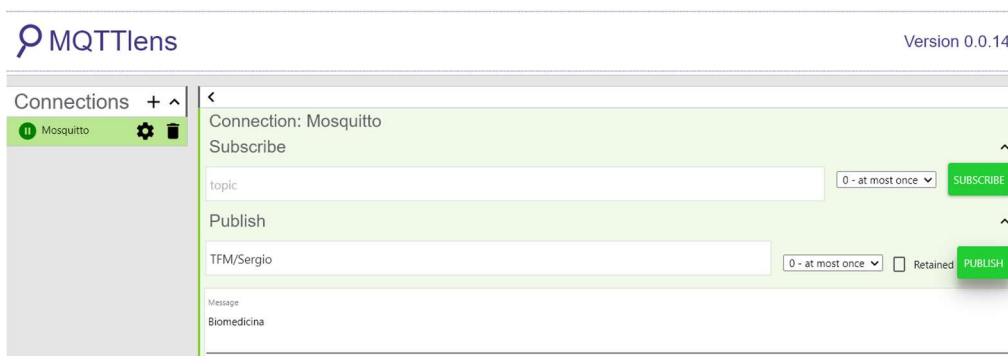 MQTTlens
Version 0.0.14
Connections
Mosquitto
Connection: Mosquitto
Subscribe
topic
0 - at most once
SUBSCRIBE
Publish
TFM/Sergio
0 - at most once
Retained
PUBLISH
Message
Biomedicina